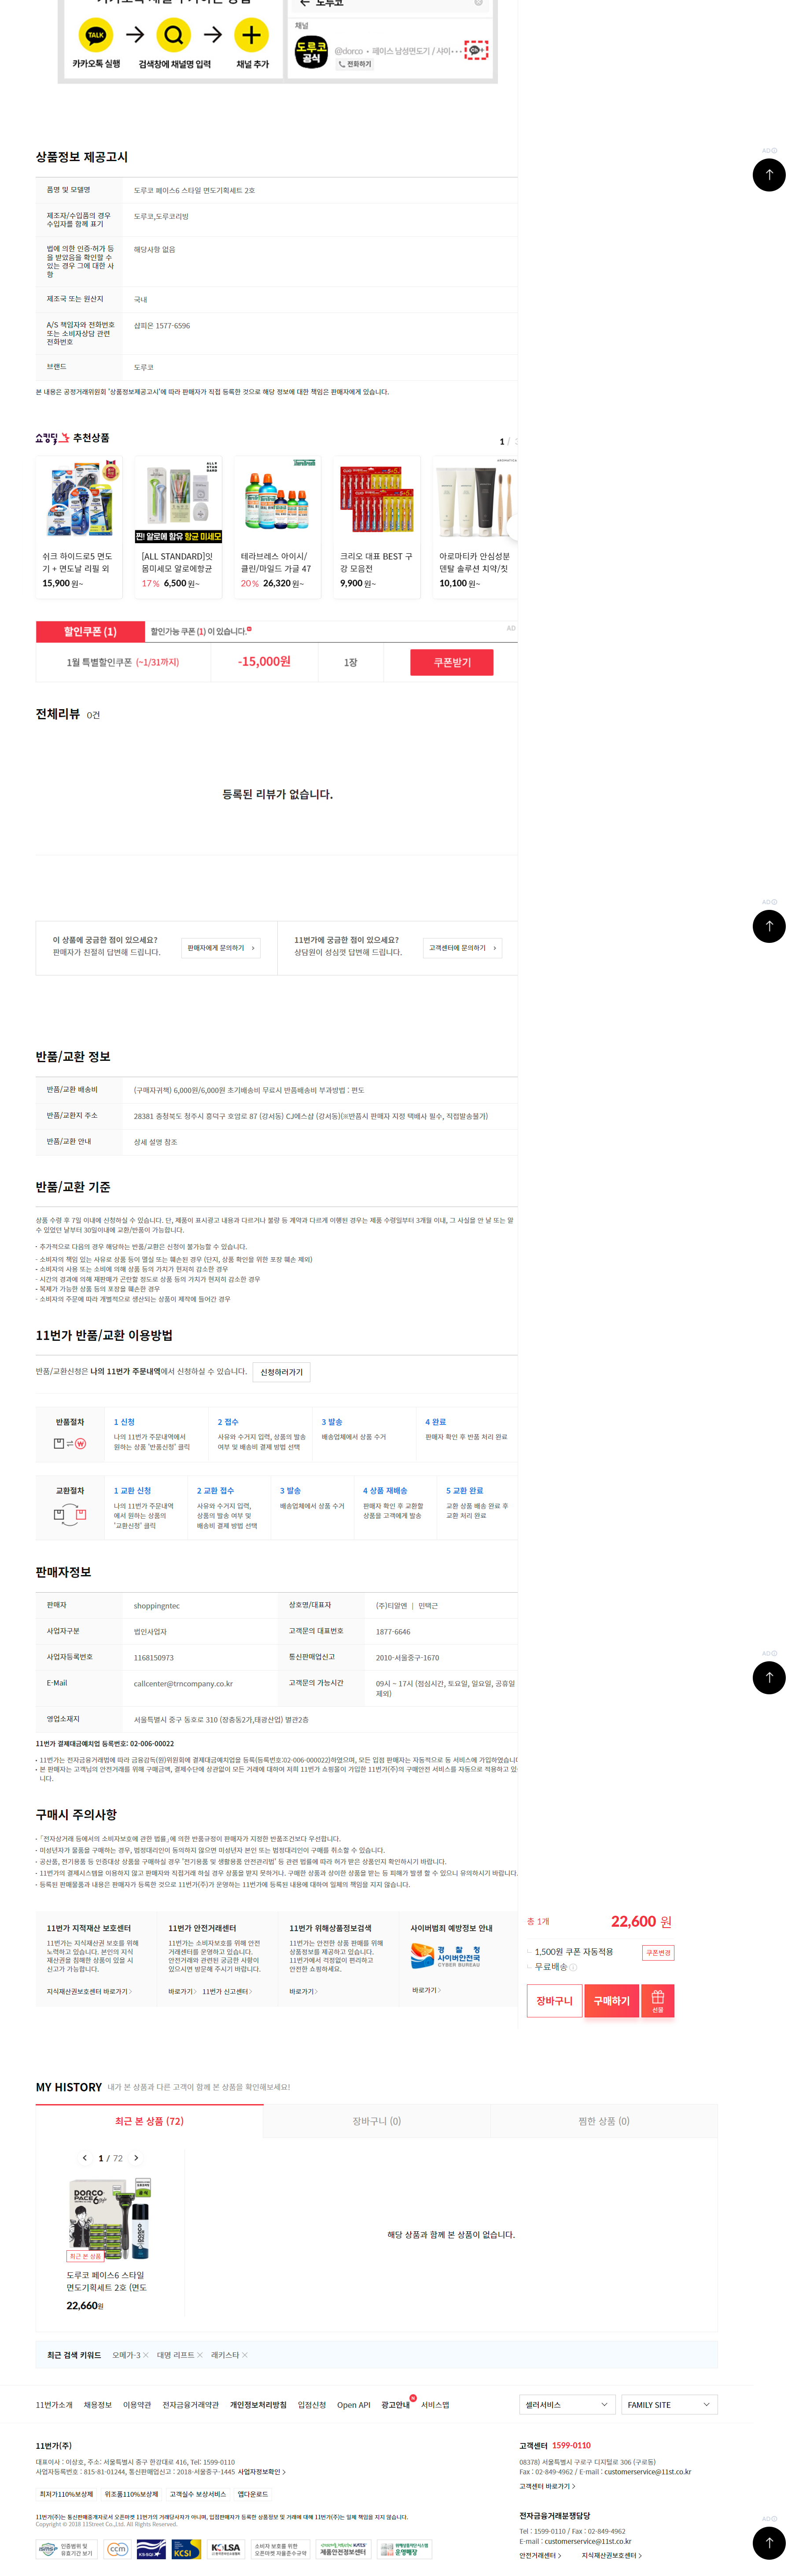 카카오톡 실행
검색창에 채널명 입력
채널 추가
도루코
채널
도루코
공식
전화하기
상품정보 제공고시
품명 및 모델명
도루코 페이스6 스타일 면도기획세트 2호
제조자/수입품의 경우
수입자를 함께 표기
도루코,도루코리빙
법에 의한 인증·허가 등
을 받았음을 확인할 수
있는 경우 그에 대한 사
항
해당사항 없음
제조국 또는 원산지
국내
A/S 책임자와 전화번호
또는 소비자상담 관련
전화번호
샵피온 1577-6596
브랜드
도루코
본 내용은 공정거래위원회 '상품정보제공고시'에 따라 판매자가 직접 등록한 것으로 해당 정보에 대한 책임은 판매자에게 있습니다.
쇼킹딜 추천상품
1 /
쉬크 하이드로5 면도
기 + 면도날 리필 외
15,900 원~
[ALL STANDARD]잇
몸미세모 알로에항균
17% 6,500 원~
테라브레스 아이시/
클린/마일드 가글 47
20% 26,320 원~
크리오 대표 BEST 구
강 모음전
9,900 원~
아로마티카 안심성분
덴탈 솔루션 치약/칫
10,100 원~
할인쿠폰 (1)
할인가능 쿠폰 (1) 이 있습니다.
AD
1월 특별할인쿠폰 (~1/31까지)
-15,000원
1장
쿠폰받기
전체리뷰 0건
등록된 리뷰가 없습니다.
이 상품에 궁금한 점이 있으세요?
판매자가 친절히 답변해 드립니다.
판매자에게 문의하기
11번가에 궁금한 점이 있으세요?
상담원이 성심껏 답변해 드립니다.
고객센터에 문의하기
반품/교환 정보
반품/교환 배송비
(구매자귀책) 6,000원/6,000원 초기배송비 무료시 반품배송비 부과방법 : 편도
반품/교환지 주소
28381 충청북도 청주시 흥덕구 호암로 87 (강서동) CJ에스샵 (강서동)(※반품시 판매자 지정 택배사 필수, 직접발송불가)
반품/교환 안내
상세 설명 참조
반품/교환 기준
상품 수령 후 7일 이내에 신청하실 수 있습니다. 단, 제품이 표시광고 내용과 다르거나 불량 등 계약과 다르게 이행된 경우는 제품 수령일부터 3개월 이내, 그 사실을 안 날 또는 알
수 있었던 날부터 30일이내에 교환/반품이 가능합니다.
· 추가적으로 다음의 경우 해당하는 반품/교환은 신청이 불가능할 수 있습니다.
- 소비자의 책임 있는 사유로 상품 등이 멸실 또는 훼손된 경우 (단지, 상품 확인을 위한 포장 훼손 제외)
- 소비자의 사용 또는 소비에 의해 상품 등의 가치가 현저히 감소한 경우
- 시간의 경과에 의해 재판매가 곤란할 정도로 상품 등의 가치가 현저히 감소한 경우
- 복제가 가능한 상품 등의 포장을 훼손한 경우
- 소비자의 주문에 따라 개별적으로 생산되는 상품이 제작에 들어간 경우
11번가 반품/교환 이용방법
반품/교환신청은 나의 11번가 주문내역에서 신청하실 수 있습니다.
신청하러가기
반품절차
1 신청
나의 11번가 주문내역에서
원하는 상품 '반품신청' 클릭
2 접수
사유와 수거지 입력, 상품의 발송
여부 및 배송비 결제 방법 선택
3 발송
배송업체에서 상품 수거
4 완료
판매자 확인 후 반품 처리 완료
교환절차
1 교환 신청
나의 11번가 주문내역
에서 원하는 상품의
'교환신청' 클릭
2 교환 접수
사유와 수거지 입력,
상품의 발송 여부 및
배송비 결제 방법 선택
3 발송
배송업체에서 상품 수거
4 상품 재배송
판매자 확인 후 교환할
상품을 고객에게 발송
5 교환 완료
교환 상품 배송 완료 후
교환 처리 완료
판매자정보
판매자
shoppingntec
상호명/대표자
(주)티알엔 | 민택근
사업자구분
법인사업자
고객문의 대표번호
1877-6646
사업자등록번호
1168150973
통신판매업신고
2010-서울중구-1670
E-Mail
callcenter@trncompany.co.kr
고객문의 가능시간
09시 ~ 17시 (점심시간, 토요일, 일요일, 공휴일
제외)
영업소재지
서울특별시 중구 동호로 310 (장충동2가,태광산업) 별관2층
11번가 결제대금예치업 등록번호: 02-006-00022
· 11번가는 전자금융거래법에 따라 금융감독(원)위원회에 결제대금예치업을 등록(등록번호:02-006-000022)하였으며, 모든 입점 판매자는 자동적으로 동 서비스에 가입하였습니다
· 본 판매자는 고객님의 안전거래를 위해 구매금액, 결제수단에 상관없이 모든 거래에 대하여 저희 11번가 쇼핑몰이 가입한 11번가(주)의 구매안전 서비스를 자동으로 적용하고 있습
니다.
구매시 주의사항
· 「전자상거래 등에서의 소비자보호에 관한 법률」에 의한 반품규정이 판매자가 지정한 반품조건보다 우선합니다.
· 미성년자가 물품을 구매하는 경우, 법정대리인이 동의하지 않으면 미성년자 본인 또는 법정대리인이 구매를 취소할 수 있습니다.
· 공산품, 전기용품 등 인증대상 상품을 구매하실 경우 '전기용품 및 생활용품 안전관리법' 등 관련 법률에 따라 허가 받은 상품인지 확인하시기 바랍니다.
· 11번가의 결제시스템을 이용하지 않고 판매자와 직접거래 하실 경우 상품을 받지 못하거나, 구매한 상품과 상이한 상품을 받는 등 피해가 발생 할 수 있으니 유의하시기 바랍니다.
· 등록된 판매물품과 내용은 판매자가 등록한 것으로 11번가(주)가 운영하는 11번가에 등록된 내용에 대하여 일체의 책임을 지지 않습니다.
11번가 지적재산 보호센터
11번가는 지식재산권 보호를 위해
노력하고 있습니다. 본인의 지식
재산권을 침해한 상품이 있을 시
신고가 가능합니다.
지식재산권보호센터 바로가기
11번가 안전거래센터
11번가는 소비자보호를 위해 안전
거래센터를 운영하고 있습니다.
안전거래와 관련된 궁금한 사항이
있으시면 방문해 주시기 바랍니다.
바로가기 11번가 신고센터
11번가 위해상품정보검색
11번가는 안전한 상품 판매를 위해
상품정보를 제공하고 있습니다.
11번가에서 걱정없이 편리하고
안전한 쇼핑하세요.
바로가기
사이버범죄 예방정보 안내
경찰청
사이버안전국
CYBER BUREAU
바로가기
총 1개
22,600 원
1,500원 쿠폰 자동적용
쿠폰변경
무료배송
장바구니
구매하기
선물
MY HISTORY 내가 본 상품과 다른 고객이 함께 본 상품을 확인해보세요!
최근 본 상품 (72)
장바구니 (0)
찜한 상품 (0)
1 / 72
최근 본 상품
도루코 페이스6 스타일
면도기획세트 2호 (면도
22,660원
해당 상품과 함께 본 상품이 없습니다.
최근 검색 키워드
오메가-3
대명 리프트
래키스타
11번가소개
채용정보
이용약관
전자금융거래약관
개인정보처리방침
입점신청
Open API
광고안내
서비스맵
셀러서비스
FAMILY SITE
11번가(주)
대표이사 : 이상호, 주소: 서울특별시 중구 한강대로 416, Tel: 1599-0110
사업자등록번호 : 815-81-01244, 통신판매업신고 : 2018-서울중구-1445 사업자정보확인
최저가110%보상제
위조품110%보상제
고객실수 보상서비스
앱다운로드
11번가(주)는 통신판매중개자로서 오픈마켓 11번가의 거래당사자가 아니며, 입점판매자가 등록한 상품정보 및 거래에 대해 11번가(주)는 일체 책임을 지지 않습니다.
Copyright © 2018 11Street Co.,Ltd. All Rights Reserved.
인증범위 및
유효기간 보기
ccm
KS-SQI
KCSI
KOLSA
소비자 보호를 위한
오픈마켓 자율준수규약
제품안전정보센터
위해상품차단시스템
운영매장
고객센터 1599-0110
08378) 서울특별시 구로구 디지털로 306 (구로동)
Fax : 02-849-4962 / E-mail : customerservice@11st.co.kr
고객센터 바로가기
전자금융거래분쟁담당
Tel : 1599-0110 / Fax : 02-849-4962
E-mail : customerservice@11st.co.kr
안전거래센터
지식재산권보호센터
AD
AD
AD
AD